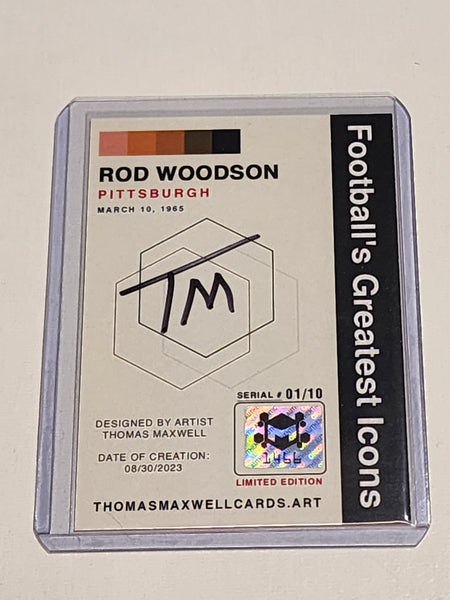 ROD WOODSON
PITTSBURGH
MARCH 10, 1965
TM
SERIAL # 01/10
1466
LIMITED EDITION
DESIGNED BY ARTIST
THOMAS MAXWELL
DATE OF CREATION:
08/30/2023
THOMASMAXWELLCARDS.ART
Football's Greatest Icons